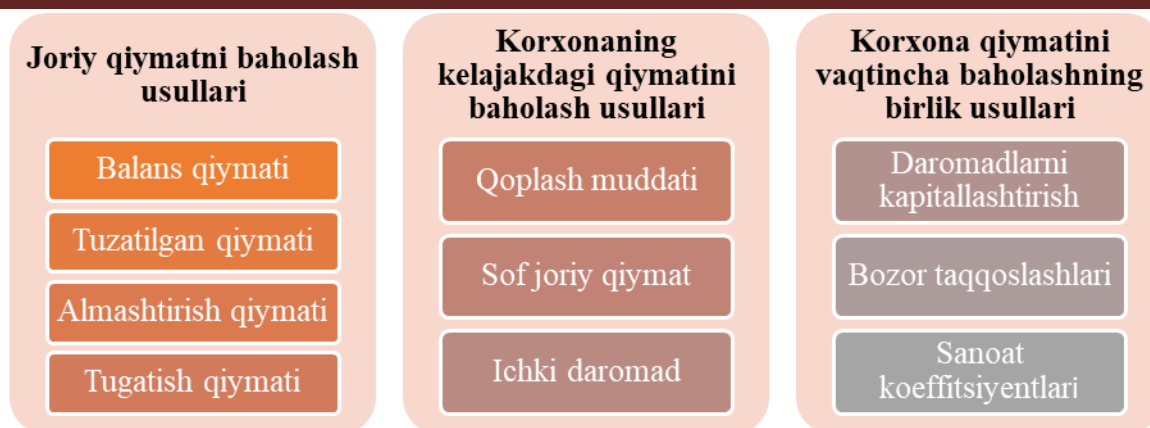 Joriy qiymatni baholash
usullari
Balans qiymati
Tuzatilgan qiymati
Almashtirish qiymati
Tugatish qiymati
Korxonaning
kelajakdagi qiymatini
baholash usullari
Qoplash muddati
Sof joriy qiymat
Ichki daromad
Korxona qiymatini
vaqtincha baholashning
birlik usullari
Daromadlarni
kapitallashtirish
Bozor taqqoslashlari
Sanoat
koeffitsiyentlari